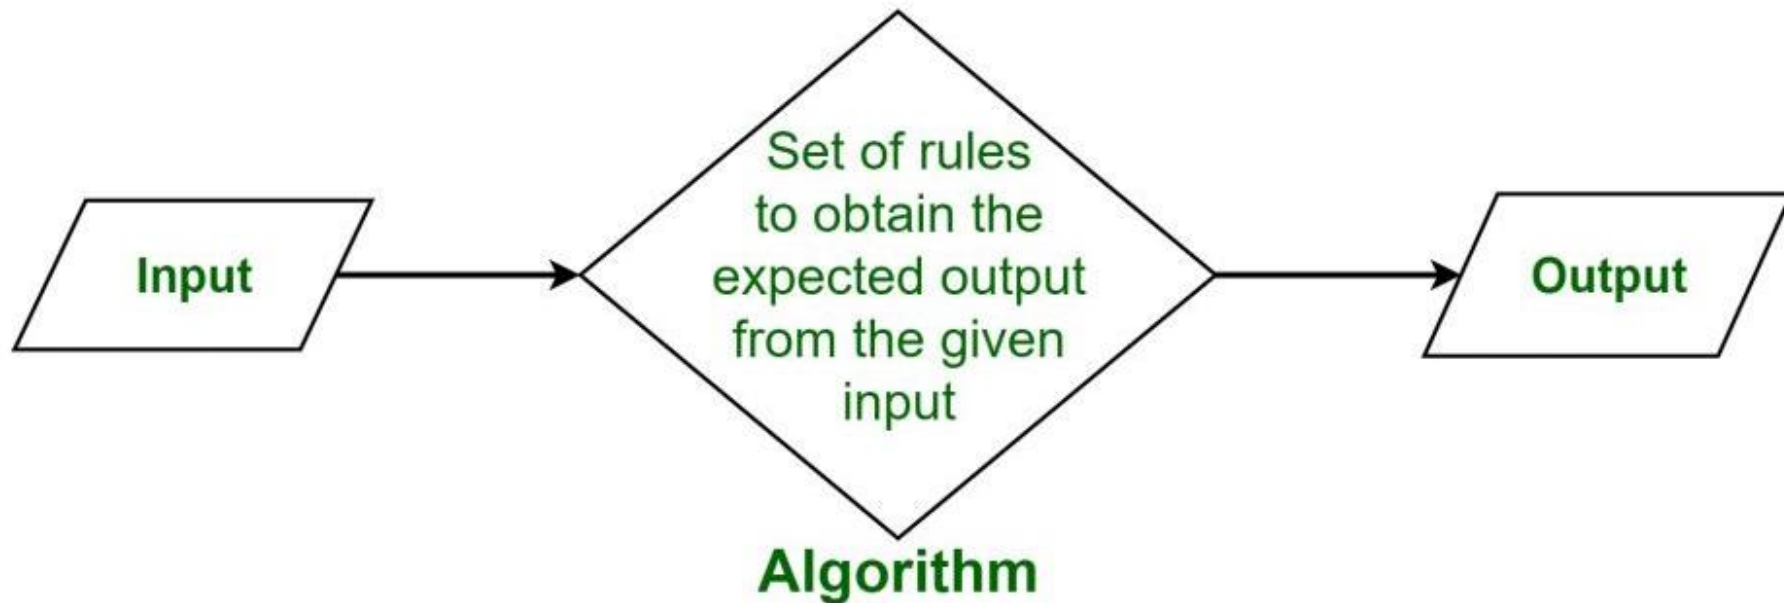 Input
Set of rules
to obtain the
expected output
from the given
input
Output
Algorithm